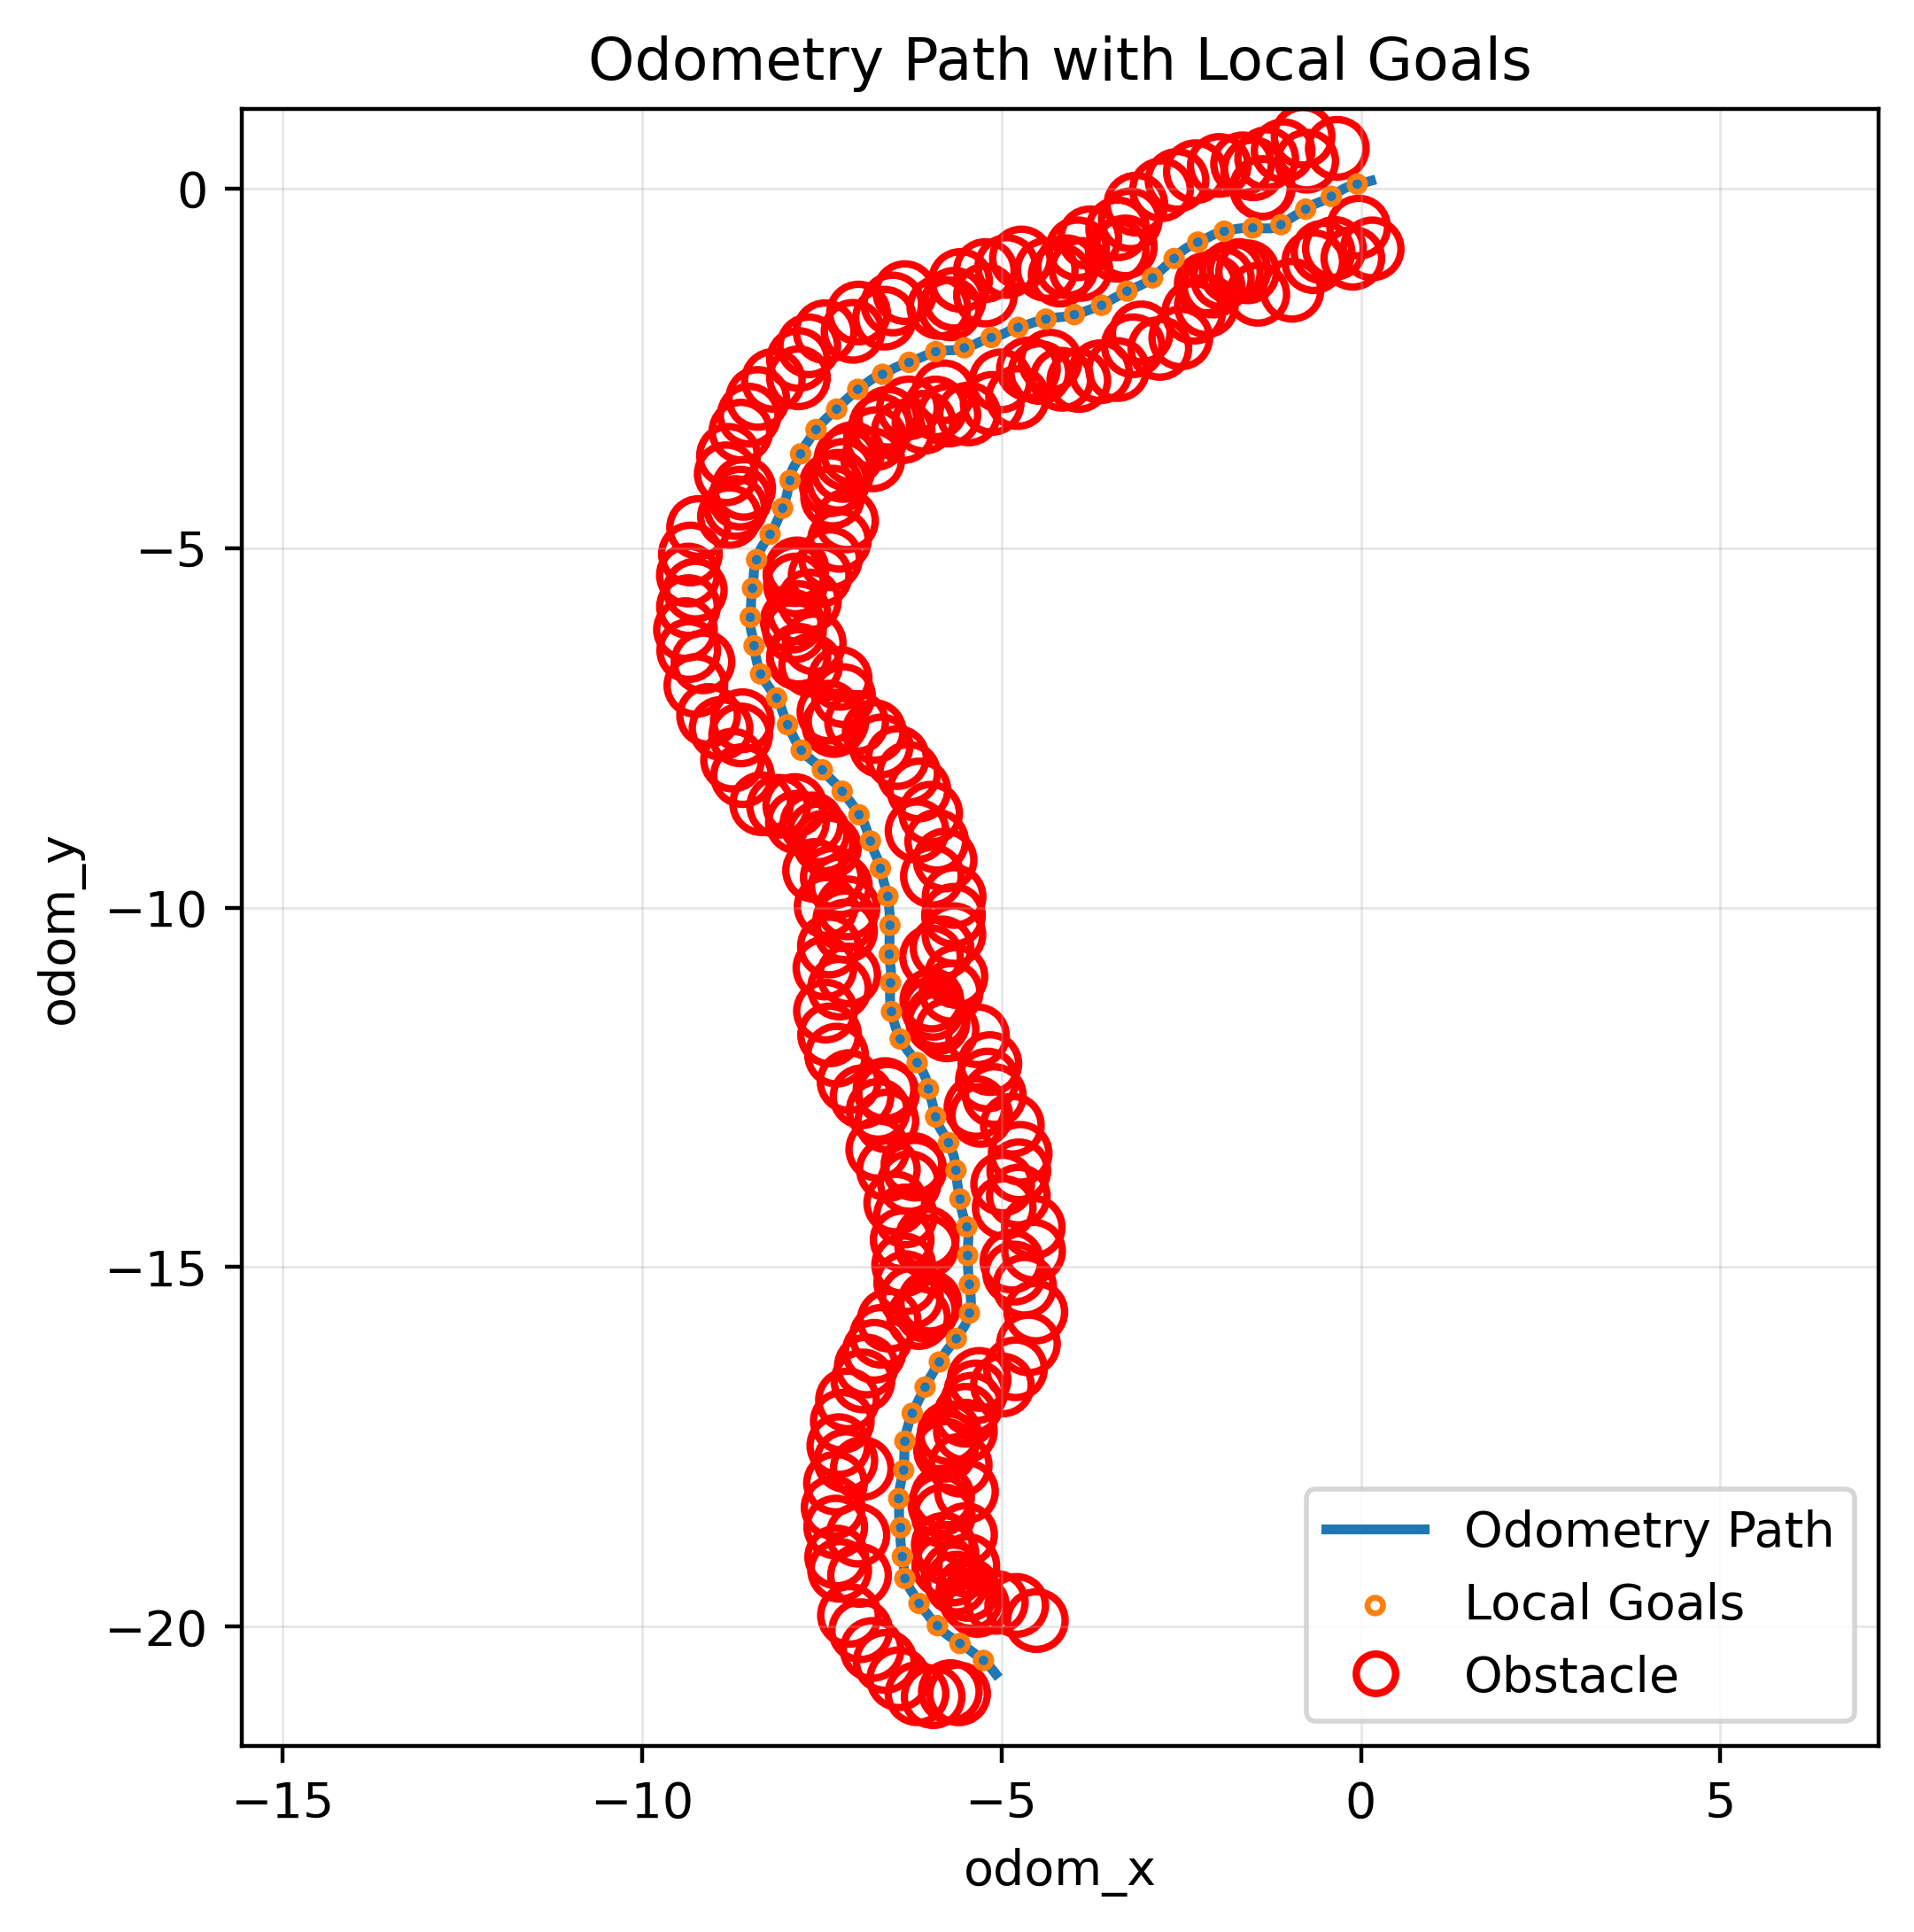 Odometry Path with Local Goals
odom_y
0
−5
−10
−15
−20
−15
−10
−5
0
5
odom_x
Odometry Path
Local Goals
Obstacle